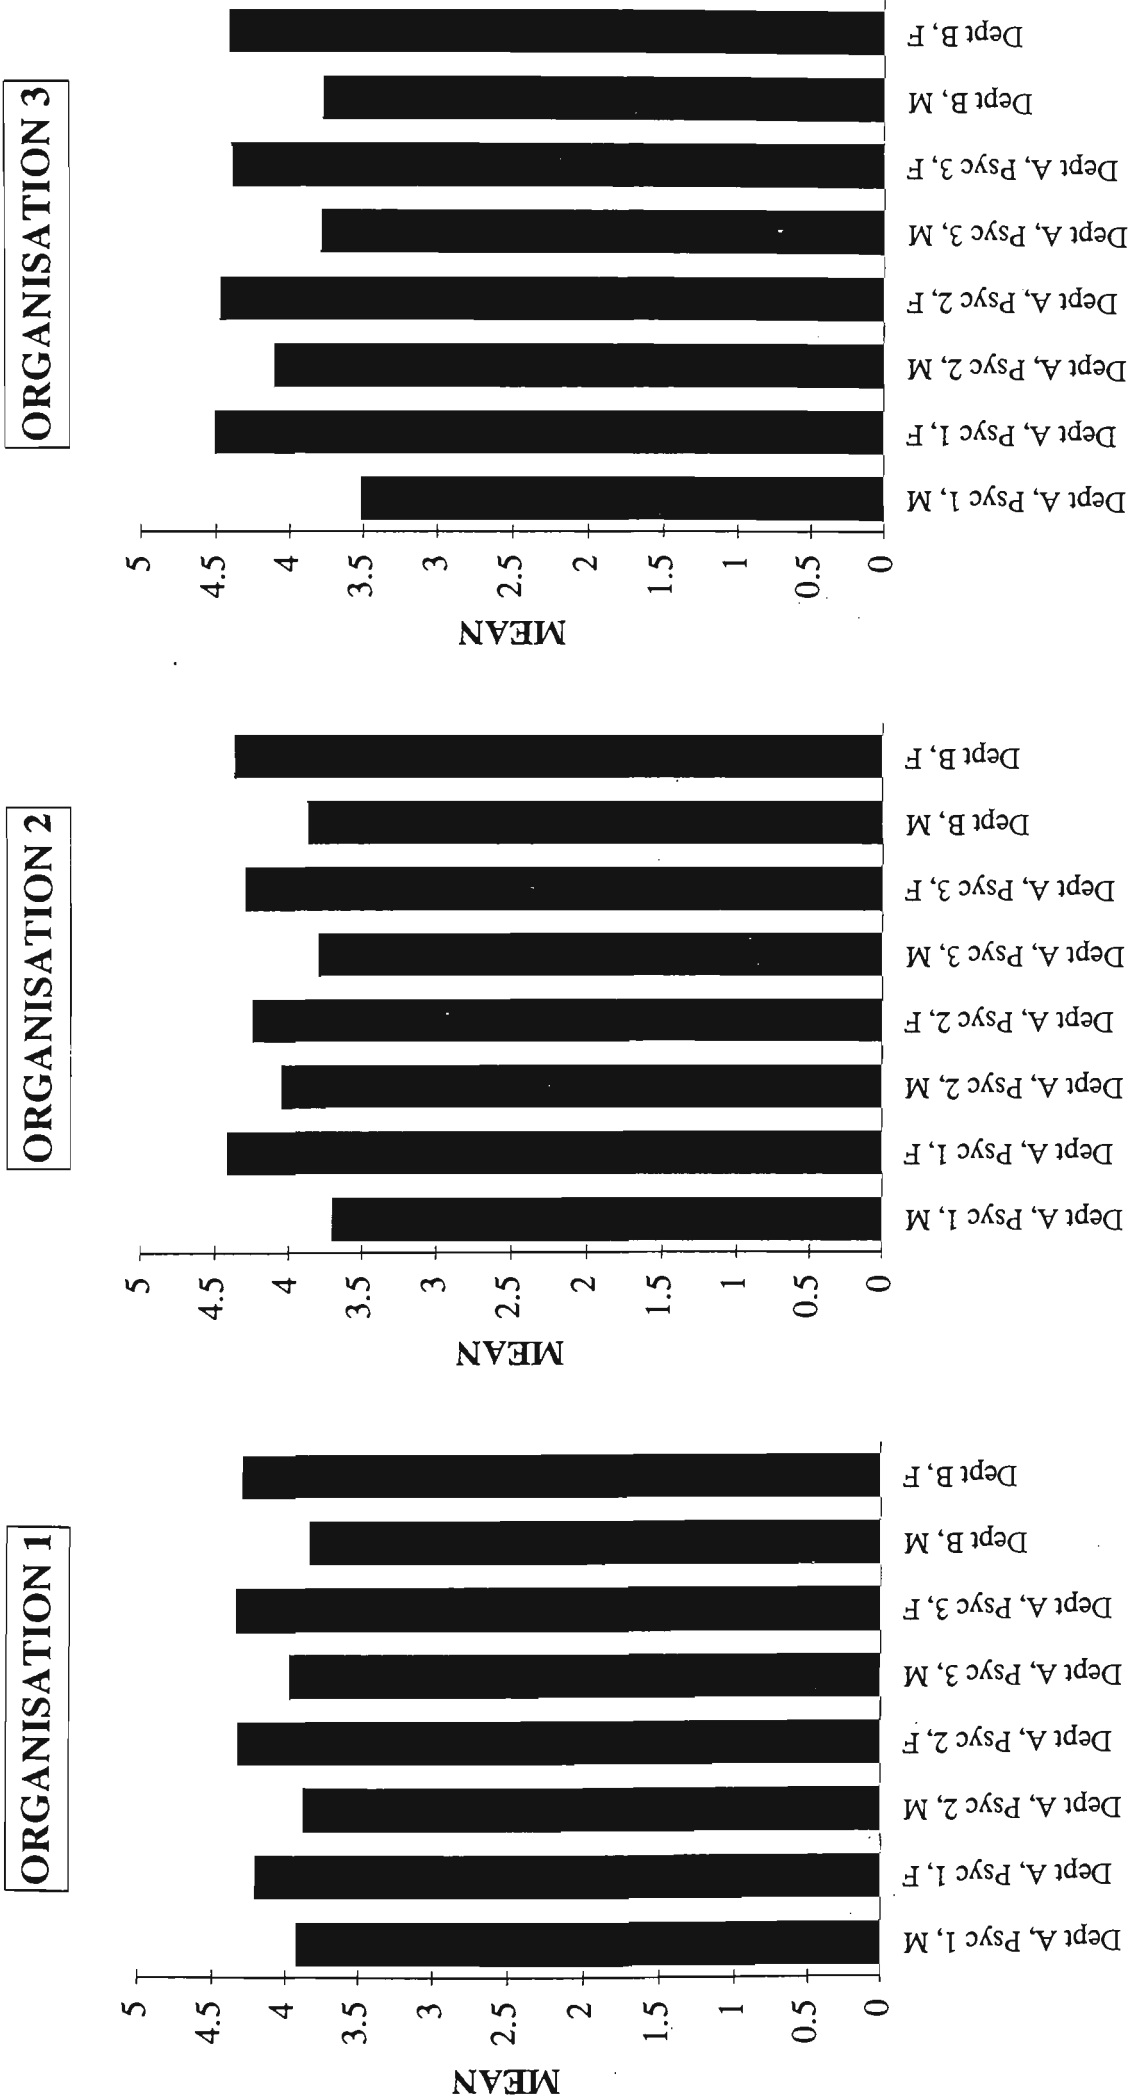 ORGANISATION 1
MEAN
5
4.5
4
3.5
3
2.5
2
1.5
1
0.5
0
Dept A, Psyc 1, M
Dept A, Psyc 1, F
Dept A, Psyc 2, M
Dept A, Psyc 2, F
Dept A, Psyc 3, M
Dept A, Psyc 3, F
Dept B, M
Dept B, F
ORGANISATION 2
MEAN
5
4.5
4
3.5
3
2.5
2
1.5
1
0.5
0
Dept A, Psyc 1, M
Dept A, Psyc 1, F
Dept A, Psyc 2, M
Dept A, Psyc 2, F
Dept A, Psyc 3, M
Dept A, Psyc 3, F
Dept B, M
Dept B, F
ORGANISATION 3
MEAN
5
4.5
4
3.5
3
2.5
2
1.5
1
0.5
0
Dept A, Psyc 1, M
Dept A, Psyc 1, F
Dept A, Psyc 2, M
Dept A, Psyc 2, F
Dept A, Psyc 3, M
Dept A, Psyc 3, F
Dept B, M
Dept B, F